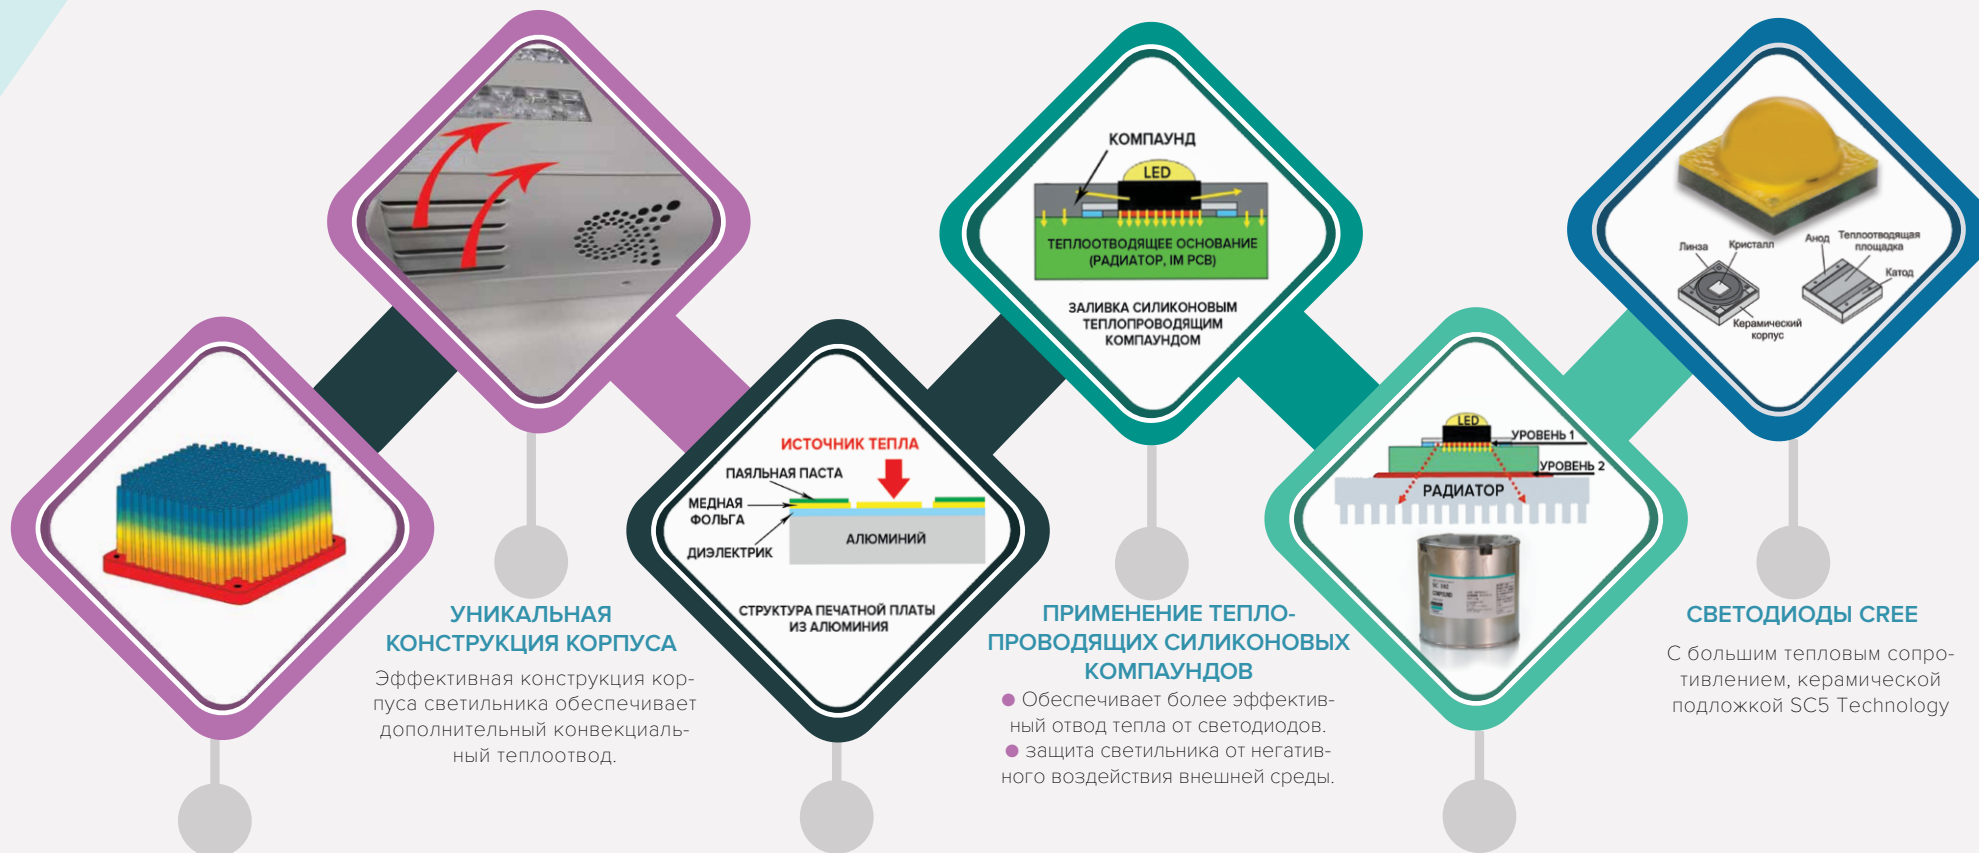 КОМПАУНД
LED
ТЕПЛООТВОДЯЩЕЕ ОСНОВАНИЕ
(РАДИАТОР, IM PCB)
ЗАЛИВКА СИЛИКОНОВЫМ
ТЕПЛОПРОВОДЯЩИМ
КОМПАУНДОМ
Линза
Кристалл
Керамический
корпус
Анод
Теплоотводящая
площадка
Катод
ИСТОЧНИК ТЕПЛА
ПАЯЛЬНАЯ ПАСТА
МЕДНАЯ
ФОЛЬГА
ДИЭЛЕКТРИК
АЛЮМИНИЙ
СТРУКТУРА ПЕЧАТНОЙ ПЛАТЫ
ИЗ АЛЮМИНИЯ
LED
УРОВЕНЬ 1
УРОВЕНЬ 2
РАДИАТОР
COMPOUND
УНИКАЛЬНАЯ
КОНСТРУКЦИЯ КОРПУСА
Эффективная конструкция кор-
пуса светильника обеспечивает
дополнительный конвекциаль-
ный теплоотвод.
ПРИМЕНЕНИЕ ТЕПЛО-
ПРОВОДЯЩИХ СИЛИКОНОВЫХ
КОМПАУНДОВ
● Обеспечивает более эффектив-
ный отвод тепла от светодиодов.
● защита светильника от негатив-
ного воздействия внешней среды.
СВЕТОДИОДЫ CREE
С большим тепловым сопро-
тивлением, керамической
подложкой SC5 Technology